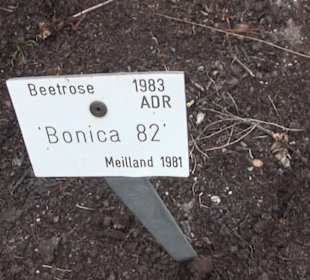 Beetrose 1983
ADR
'Bonica 82'
Meilland 1981